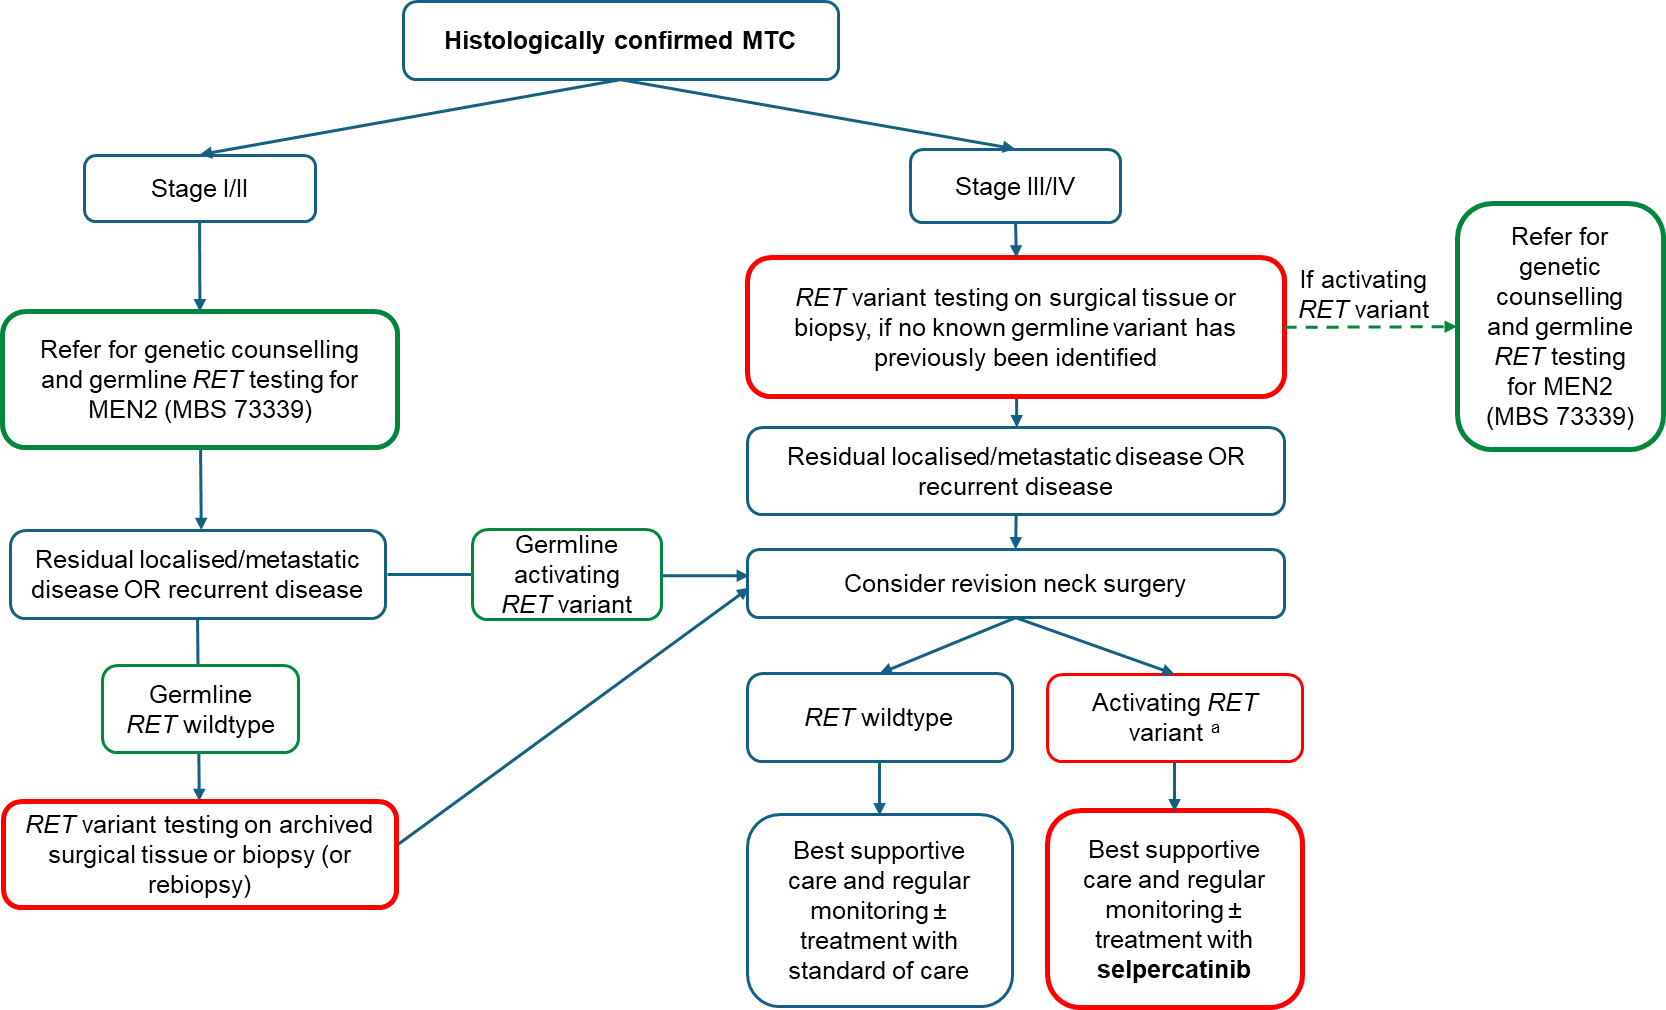 Histologically confirmed MTC
Stage I/II
Stage III/IV
Refer for genetic counselling
and germline RET testing for
MEN2 (MBS 73339)
RET variant testing on surgical tissue or
biopsy, if no known germline variant has
previously been identified
If activating
RET variant
Refer for
genetic
counselling
and germline
RET testing
for MEN2
(MBS 73339)
Residual localised/metastatic disease OR
recurrent disease
Residual localised/metastatic
disease OR recurrent disease
Germline
activating
RET variant
Consider revision neck surgery
Germline
RET wildtype
RET wildtype
Activating RET
variant a
RET variant testing on archived
surgical tissue or biopsy (or
rebiopsy)
Best supportive
care and regular
monitoring ±
treatment with
standard of care
Best supportive
care and regular
monitoring ±
treatment with
selpercatinib